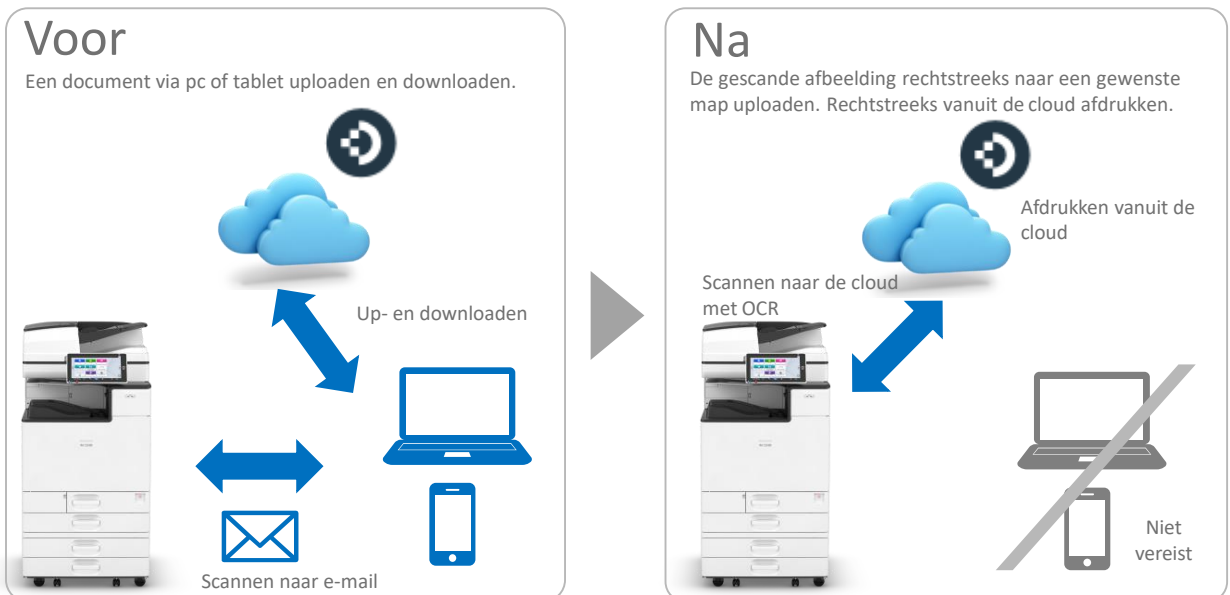 Voor
Een document via pc of tablet uploaden en downloaden.
Up- en downloaden
Scannen naar e-mail
Na
De gescande afbeelding rechtstreeks naar een gewenste
map uploaden. Rechtstreeks vanuit de cloud afdrukken.
Afdrukken vanuit de
cloud
Scannen naar de cloud
met OCR
Niet
vereist